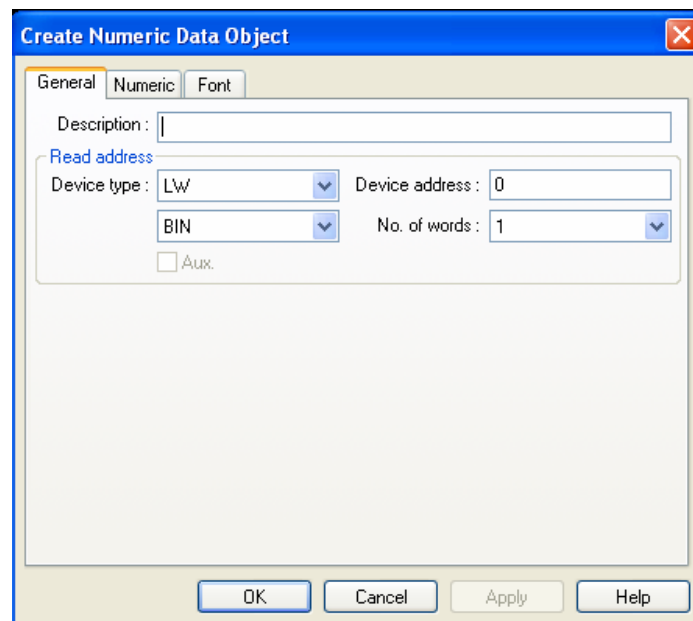 Create Numeric Data Object
General Numeric Font
Description :
Read address
Device type : LW Device address : 0
BIN No. of words : 1
Aux.
OK Cancel Apply Help